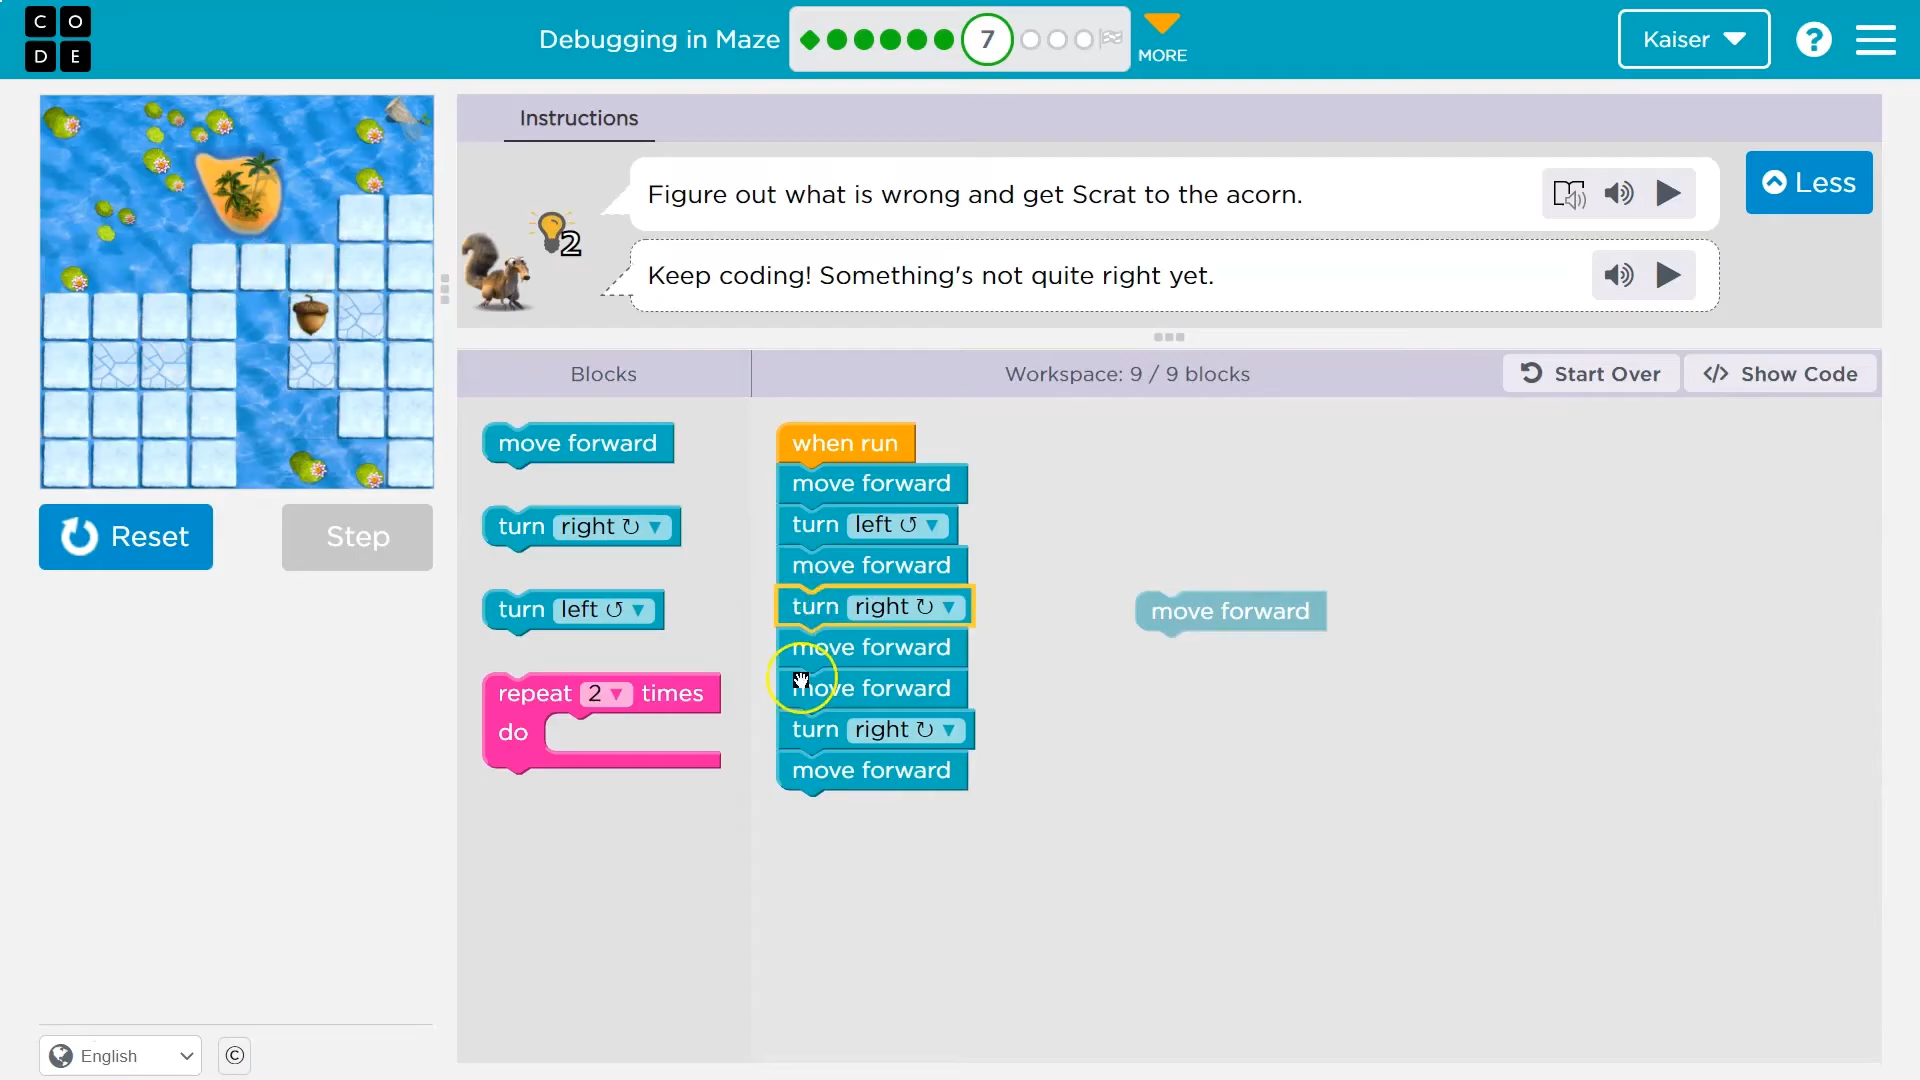 C O
D E
Debugging in Maze
7
MORE
Kaiser
?
Instructions
Figure out what is wrong and get Scrat to the acorn.
2
Keep coding! Something's not quite right yet.
Less
Blocks
Workspace: 9 / 9 blocks
Start Over
</> Show Code
move forward
turn right ↻ ▼
turn left ↺ ▼
repeat 2 ▼ times
do
when run
move forward
turn left ↺ ▼
move forward
turn right ↻ ▼
move forward
move forward
turn right ↻ ▼
move forward
move forward
Reset
Step
English
©